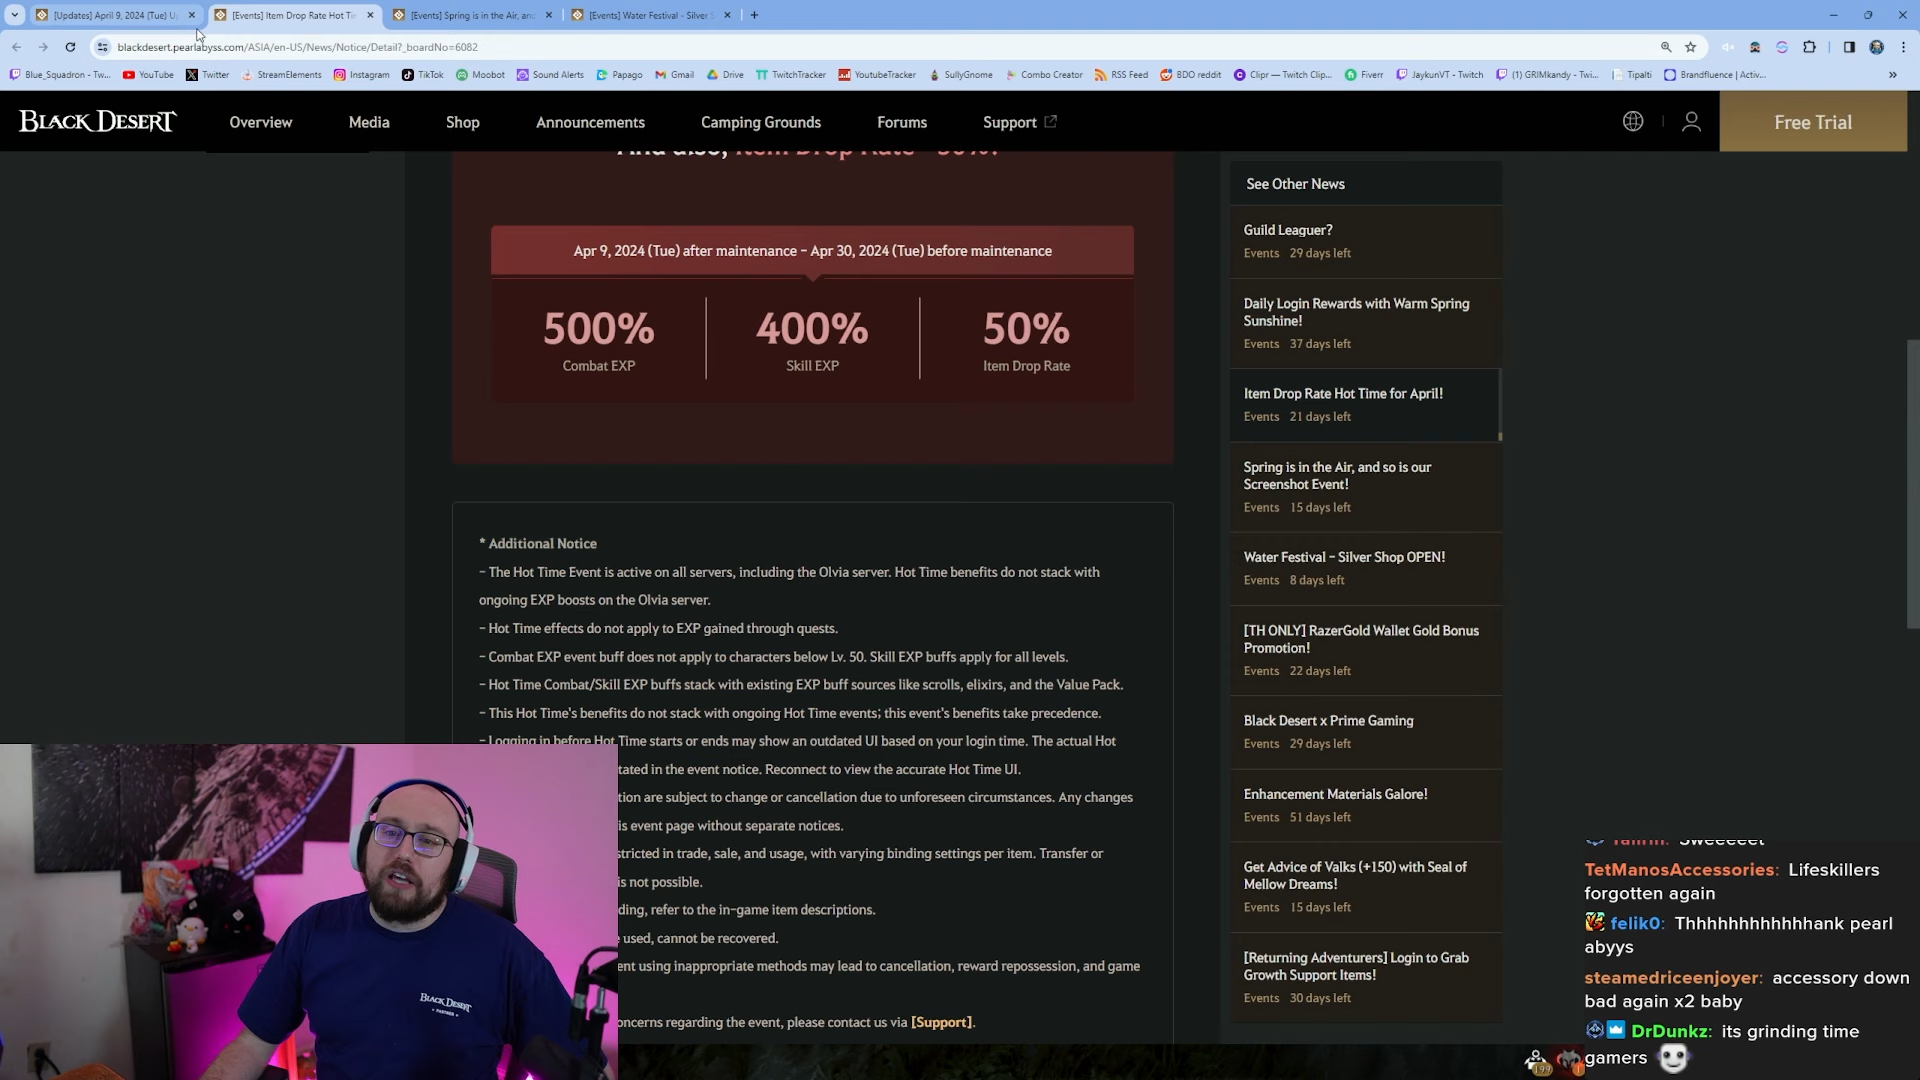 [Updates] April 9, 2024 (Tue) U
[Events] Item Drop Rate Hot Ti
[Events] Spring is in the Air, an
[Events] Water Festival - Silver S
blackdesert.pearlabyss.com/ASIA/en-US/News/Notice/Detail?_boardNo=6082
Blue_Squadron - Tw...
YouTube
Twitter
StreamElements
Instagram
TikTok
Moobot
Sound Alerts
Papago
Gmail
Drive
TwitchTracker
YoutubeTracker
SullyGnome
Combo Creator
RSS Feed
BDO reddit
Clipr — Twitch Clip...
Fiverr
JaykunVT - Twitch
(1) GRIMkandy - Twi...
Tipalti
Brandfluence | Activ...
BLACK DESERT
Overview
Media
Shop
Announcements
Camping Grounds
Forums
Support
Free Trial
And also, Item Drop Rate +50%!
Apr 9, 2024 (Tue) after maintenance – Apr 30, 2024 (Tue) before maintenance
500%
400%
50%
Combat EXP
Skill EXP
Item Drop Rate
* Additional Notice
– The Hot Time Event is active on all servers, including the Olvia server. Hot Time benefits do not stack with
ongoing EXP boosts on the Olvia server.
– Hot Time effects do not apply to EXP gained through quests.
– Combat EXP event buff does not apply to characters below Lv. 50. Skill EXP buffs apply for all levels.
– Hot Time Combat/Skill EXP buffs stack with existing EXP buff sources like scrolls, elixirs, and the Value Pack.
– This Hot Time's benefits do not stack with ongoing Hot Time events; this event's benefits take precedence.
– Logging in before Hot Time starts or ends may show an outdated UI based on your login time. The actual Hot
tated in the event notice. Reconnect to view the accurate Hot Time UI.
tion are subject to change or cancellation due to unforeseen circumstances. Any changes
is event page without separate notices.
stricted in trade, sale, and usage, with varying binding settings per item. Transfer or
is not possible.
ding, refer to the in-game item descriptions.
e used, cannot be recovered.
ent using inappropriate methods may lead to cancellation, reward repossession, and game
oncerns regarding the event, please contact us via [Support].
See Other News
Guild Leaguer?
Events 29 days left
Daily Login Rewards with Warm Spring
Sunshine!
Events 37 days left
Item Drop Rate Hot Time for April!
Events 21 days left
Spring is in the Air, and so is our
Screenshot Event!
Events 15 days left
Water Festival – Silver Shop OPEN!
Events 8 days left
[TH ONLY] RazerGold Wallet Gold Bonus
Promotion!
Events 22 days left
Black Desert x Prime Gaming
Events 29 days left
Enhancement Materials Galore!
Events 51 days left
Get Advice of Valks (+150) with Seal of
Mellow Dreams!
Events 15 days left
[Returning Adventurers] Login to Grab
Growth Support Items!
Events 30 days left
BLACK DESERT
PARTNER
Sweeeeet
TetManosAccessories: Lifeskillers
forgotten again
felik0: Thhhhhhhhhhhhank pearl
abyys
steamedriceenjoyer: accessory down
bad again x2 baby
DrDunkz: its grinding time
gamers
199